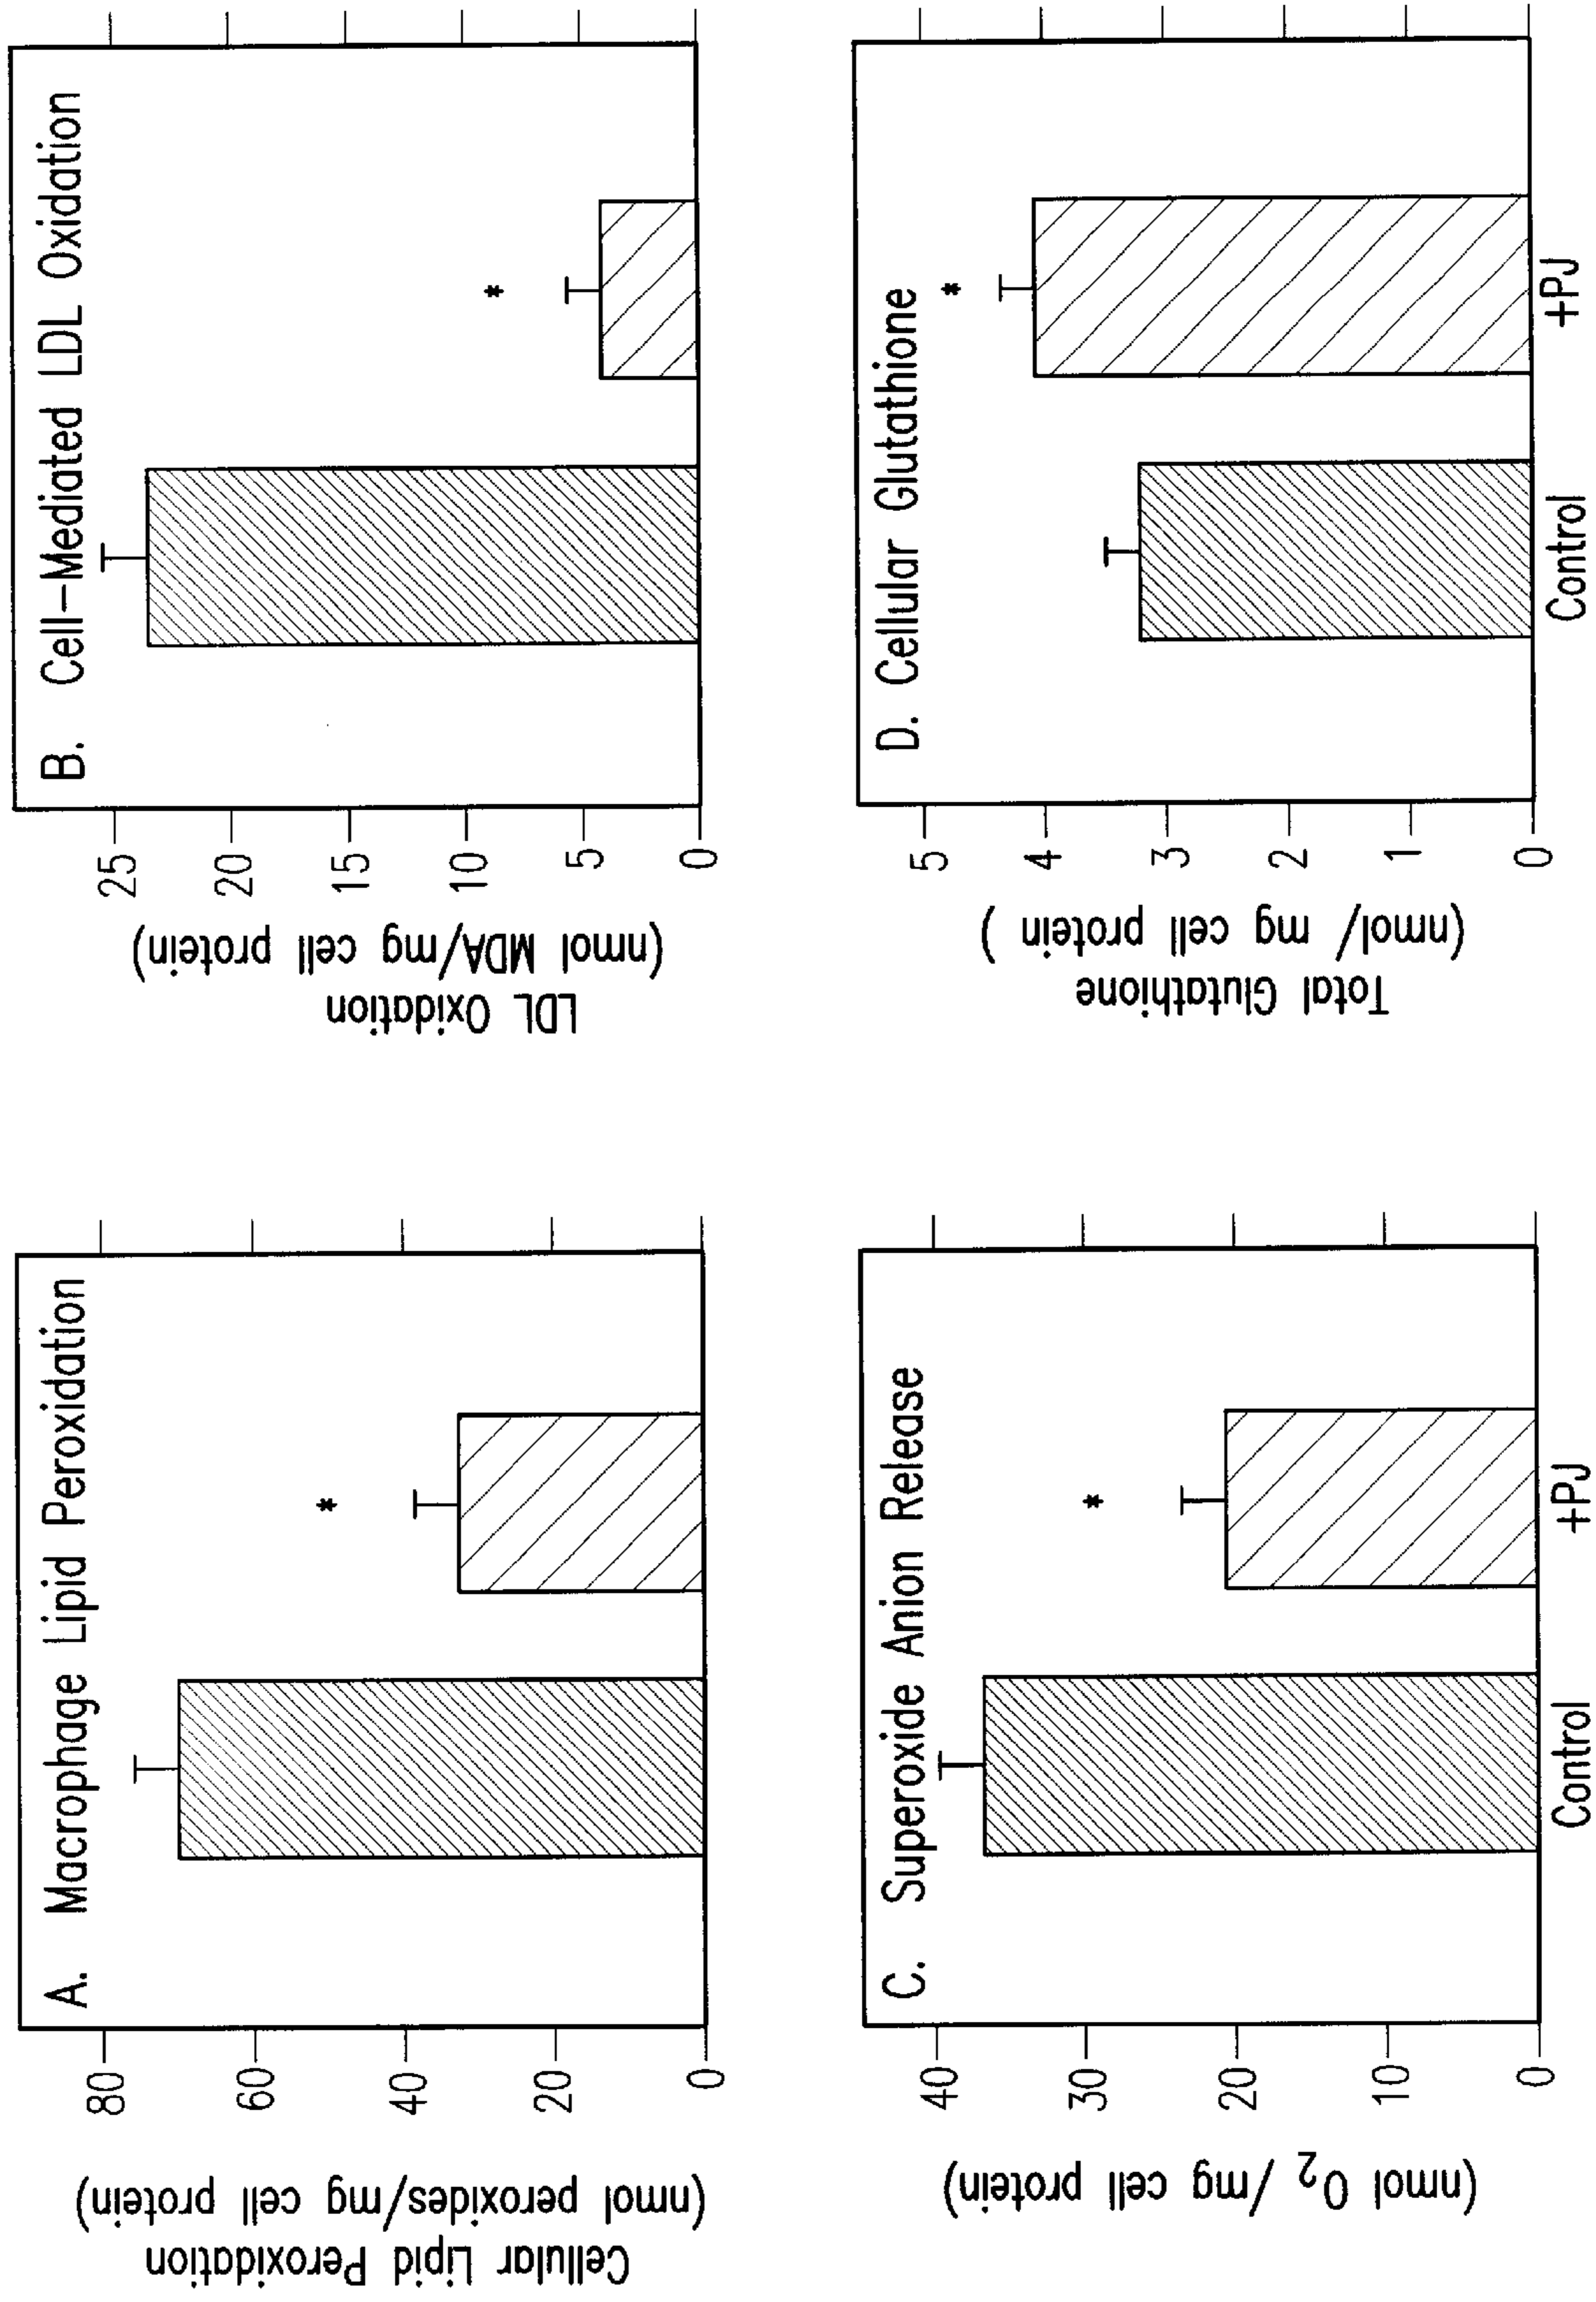 A. Macrophage Lipid Peroxidation
Cellular Lipid Peroxidation
(nmol peroxides/mg cell protein)
80
60
40
20
0
*
B. Cell-Mediated LDL Oxidation
LDL Oxidation
(nmol MDA/mg cell protein)
25
20
15
10
5
0
*
C. Superoxide Anion Release
(nmol O2 /mg cell protein)
40
30
20
10
0
*
Control
+PJ
D. Cellular Glutathione
Total Glutathione
(nmol/ mg cell protein )
5
4
3
2
1
0
*
Control
+PJ